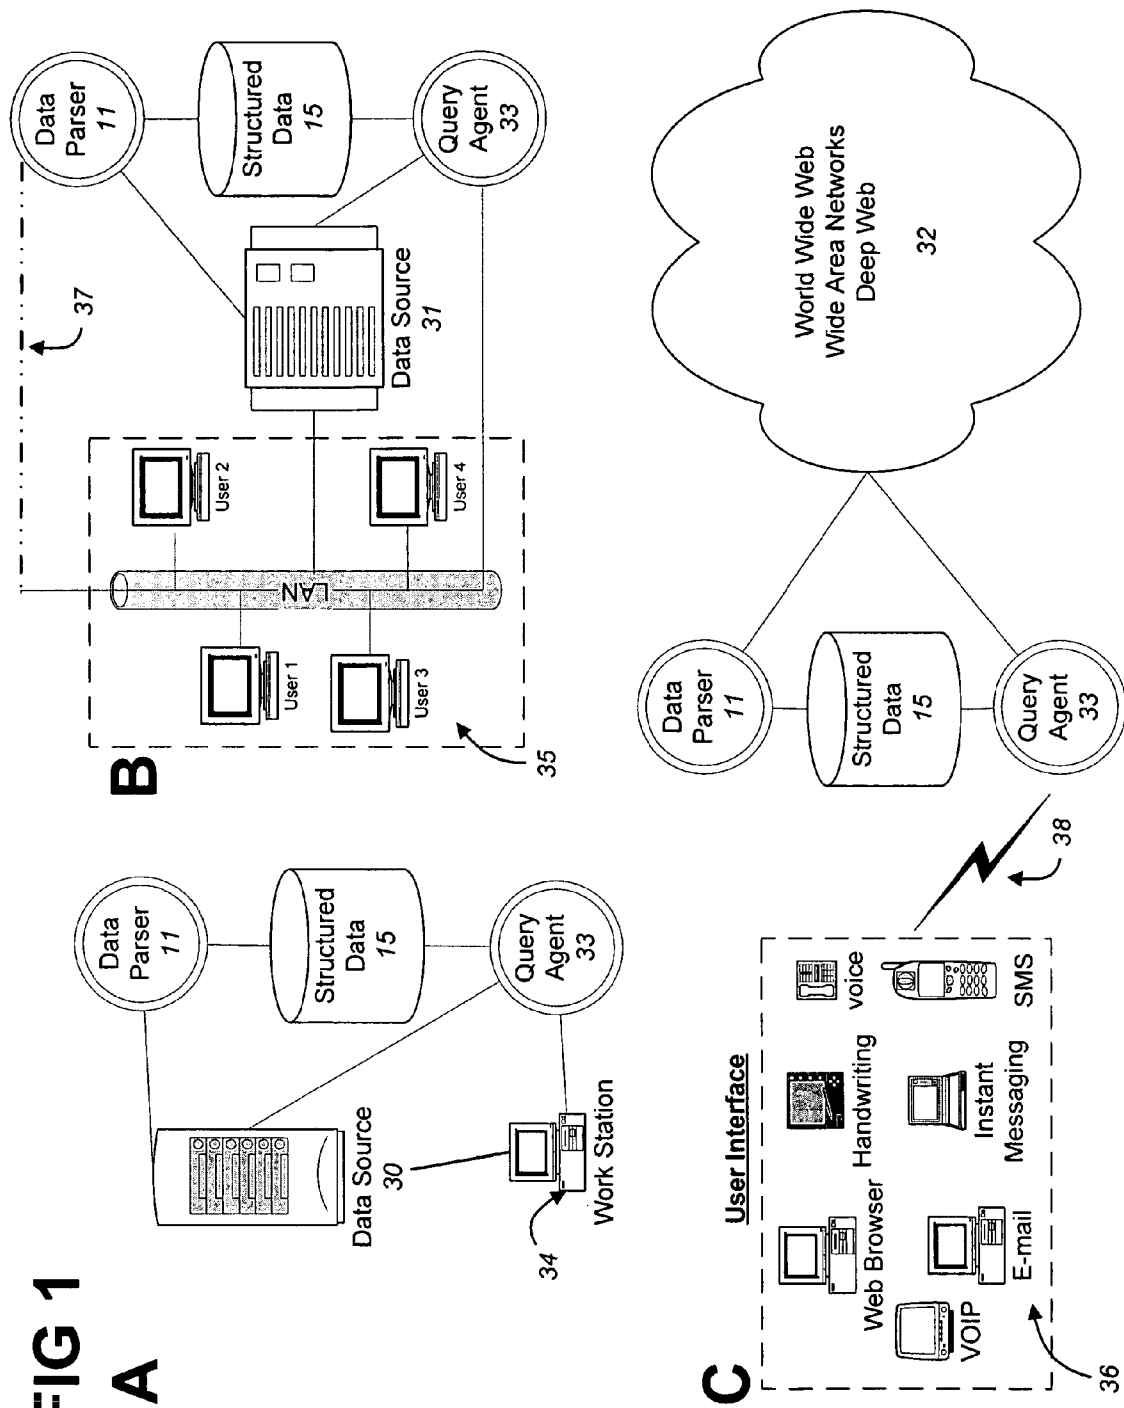 FIG 1
A
Data
Parser
11
Structured
Data
15
Query
Agent
33
Data Source
30
Work Station
34
B
Data
Parser
11
Structured
Data
15
Query
Agent
33
Data Source
31
37
User 2
User 4
LAN
User 1
User 3
35
C
User Interface
Web Browser
Handwriting
voice
VOIP
E-mail
Instant
Messaging
SMS
36
38
Data
Parser
11
Structured
Data
15
Query
Agent
33
World Wide Web
Wide Area Networks
Deep Web
32